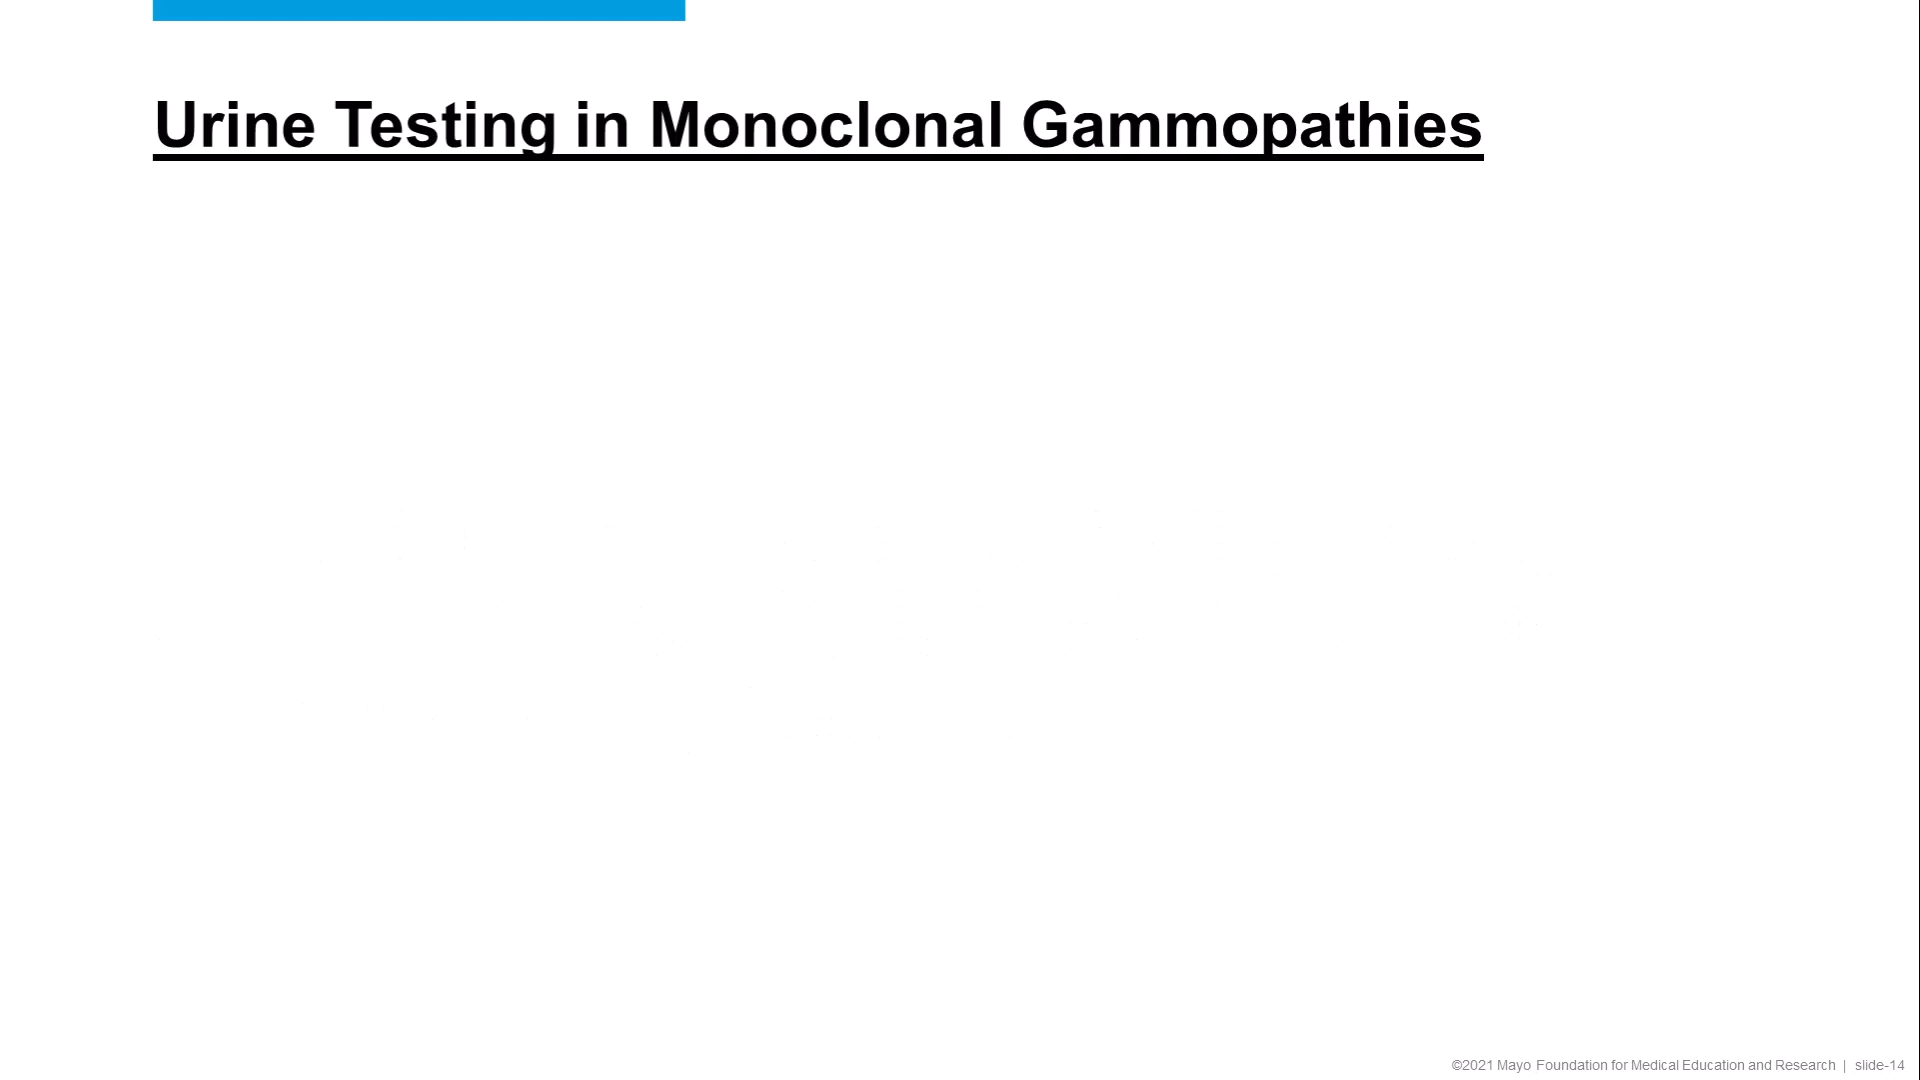 Urine Testing in Monoclonal Gammopathies
©2021 Mayo Foundation for Medical Education and Research | slide-14